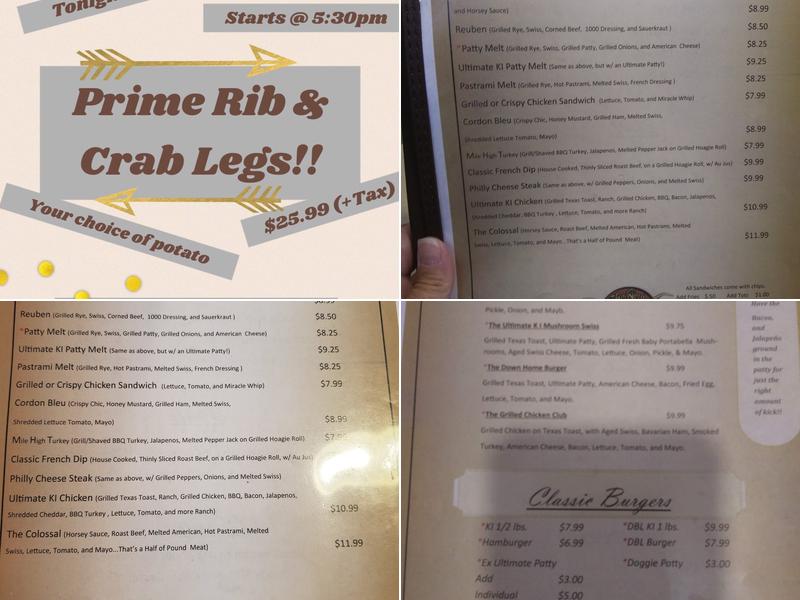 Starts @ 5:30pm
Prime Rib &
Crab Legs!!
$25.99 (+Tax)
Your choice of potato
and Horsey Sauce) $8.99
Reuben (Grilled Rye, Swiss, Corned Beef, 1000 Dressing, and Sauerkraut ) $8.50
*Patty Melt (Grilled Rye, Swiss, Grilled Patty, Grilled Onions, and American Cheese) $8.25
Ultimate KI Patty Melt (Same as above, but w/ an Ultimate Patty!) $9.25
Pastrami Melt (Grilled Rye, Hot Pastrami, Melted Swiss, French Dressing ) $8.25
Grilled or Crispy Chicken Sandwich (Lettuce, Tomato, and Miracle Whip) $7.99
Cordon Bleu (Crispy Chic, Honey Mustard, Grilled Ham, Melted Swiss,
Shredded Lettuce Tomato, Mayo) $8.99
Mile High Turkey (Grill/Shaved BBQ Turkey, Jalapenos, Melted Pepper Jack on Grilled Hoagie Roll) $7.99
Classic French Dip (House Cooked, Thinly Sliced Roast Beef, on a Grilled Hoagie Roll, w/ Au Jus) $9.99
Philly Cheese Steak (Same as above, w/ Grilled Peppers, Onions, and Melted Swiss) $9.99
Ultimate KI Chicken (Grilled Texas Toast, Ranch, Grilled Chicken, BBQ, Bacon, Jalapenos,
Shredded Cheddar, BBQ Turkey , Lettuce, Tomato, and more Ranch) $10.99
The Colossal (Horsey Sauce, Roast Beef, Melted American, Hot Pastrami, Melted
Swiss, Lettuce, Tomato, and Mayo...That's a Half of Pound Meat) $11.99
All Sandwiches come with chips.
Add Fries $.50 Add Tots $1.00
Reuben (Grilled Rye, Swiss, Corned Beef, 1000 Dressing, and Sauerkraut ) $8.50
*Patty Melt (Grilled Rye, Swiss, Grilled Patty, Grilled Onions, and American Cheese) $8.25
Ultimate KI Patty Melt (Same as above, but w/ an Ultimate Patty!) $9.25
Pastrami Melt (Grilled Rye, Hot Pastrami, Melted Swiss, French Dressing ) $8.25
Grilled or Crispy Chicken Sandwich (Lettuce, Tomato, and Miracle Whip) $7.99
Cordon Bleu (Crispy Chic, Honey Mustard, Grilled Ham, Melted Swiss,
Shredded Lettuce Tomato, Mayo) $8.99
Mile High Turkey (Grill/Shaved BBQ Turkey, Jalapenos, Melted Pepper Jack on Grilled Hoagie Roll)
Classic French Dip (House Cooked, Thinly Sliced Roast Beef, on a Grilled Hoagie Roll, w/ Au Jus)
Philly Cheese Steak (Same as above, w/ Grilled Peppers, Onions, and Melted Swiss)
Ultimate KI Chicken (Grilled Texas Toast, Ranch, Grilled Chicken, BBQ, Bacon, Jalapenos,
Shredded Cheddar, BBQ Turkey , Lettuce, Tomato, and more Ranch) $10.99
The Colossal (Horsey Sauce, Roast Beef, Melted American, Hot Pastrami, Melted
Swiss, Lettuce, Tomato, and Mayo...That's a Half of Pound Meat) $11.99
Pickle, Onion, and Mayo.
*The Ultimate K I Mushroom Swiss $9.75
Grilled Texas Toast, Ultimate Patty, Grilled Fresh Baby Portabella Mush-
rooms, Aged Swiss Cheese, Tomato, Lettuce, Onion, Pickle, & Mayo.
*The Down Home Burger $9.99
Grilled Texas Toast, Ultimate Patty, American Cheese, Bacon, Fried Egg,
Lettuce, Tomato, and Mayo.
*The Grilled Chicken Club $9.99
Grilled Chicken on Texas Toast, with Aged Swiss, Bavarian Ham, Smoked
Turkey, American Cheese, Bacon, Lettuce, Tomato, and Mayo.
Have the
Bacon,
and
Jalapeño
ground
in the
patty for
just the
right
amount
of kick!!
Classic Burgers
*KI 1/2 lbs. $7.99 *DBL KI 1 lbs. $9.99
*Hamburger $6.99 *DBL Burger $7.99
*Ex Ultimate Patty *Doggie Patty $3.00
Add $3.00
Individual $5.00